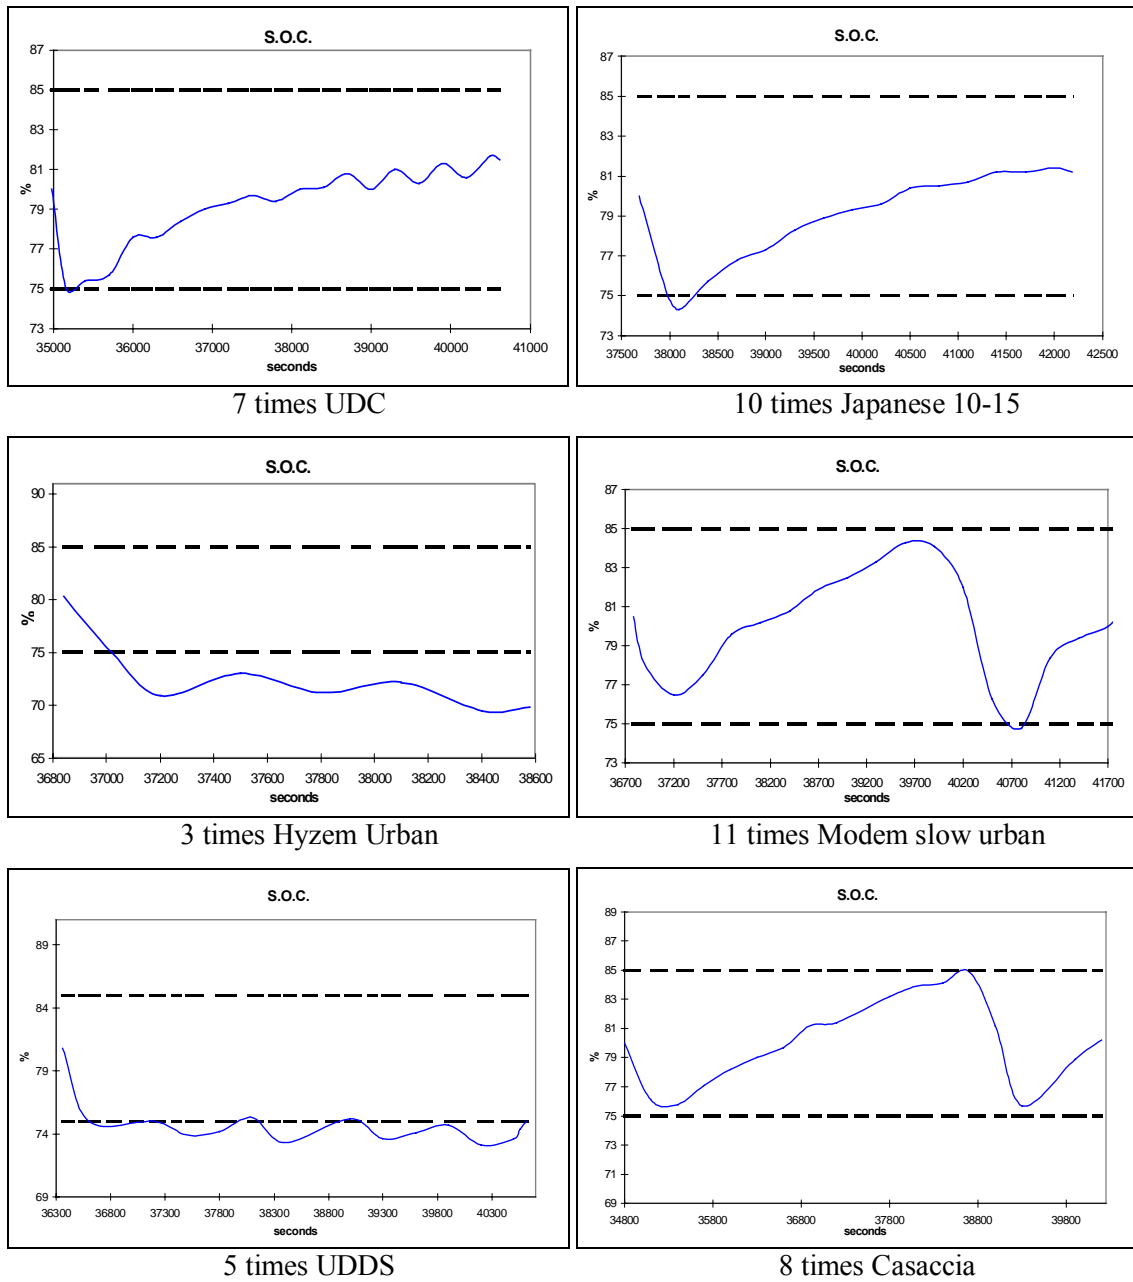 S.O.C.
87
85
83
81
79
77
75
73
%
35000 36000 37000 38000 39000 40000 41000
seconds
7 times UDC
S.O.C.
87
85
83
81
79
77
75
73
%
37500 38000 38500 39000 39500 40000 40500 41000 41500 42000 42500
seconds
10 times Japanese 10-15
S.O.C.
90
85
80
75
70
65
%
36800 37000 37200 37400 37600 37800 38000 38200 38400 38600
seconds
3 times Hyzem Urban
S.O.C.
87
85
83
81
79
77
75
73
%
36700 37200 37700 38200 38700 39200 39700 40200 40700 41200 41700
seconds
11 times Modem slow urban
S.O.C.
89
84
79
74
69
%
36300 36800 37300 37800 38300 38800 39300 39800 40300
seconds
5 times UDDS
S.O.C.
89
87
85
83
81
79
77
75
73
71
69
%
34800 35800 36800 37800 38800 39800
seconds
8 times Casaccia